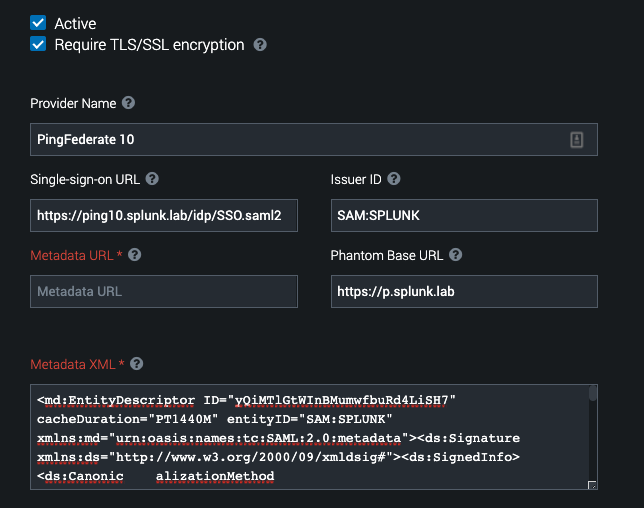 Active
Require TLS/SSL encryption
Provider Name
PingFederate 10
Single-sign-on URL
Issuer ID
https://ping10.splunk.lab/idp/SSO.saml2
SAM:SPLUNK
Metadata URL *
Phantom Base URL
Metadata URL
https://p.splunk.lab
Metadata XML *
<md:EntityDescriptor ID="yQiMTlGtWInBMumwfbuRd4LiSH7"
cacheDuration="PT1440M" entityID="SAM:SPLUNK"
xmlns:md="urn:oasis:names:tc:SAML:2.0:metadata"><ds:Signature
xmlns:ds="http://www.w3.org/2000/09/xmldsig#"><ds:SignedInfo>
<ds:Canonic    alizationMethod